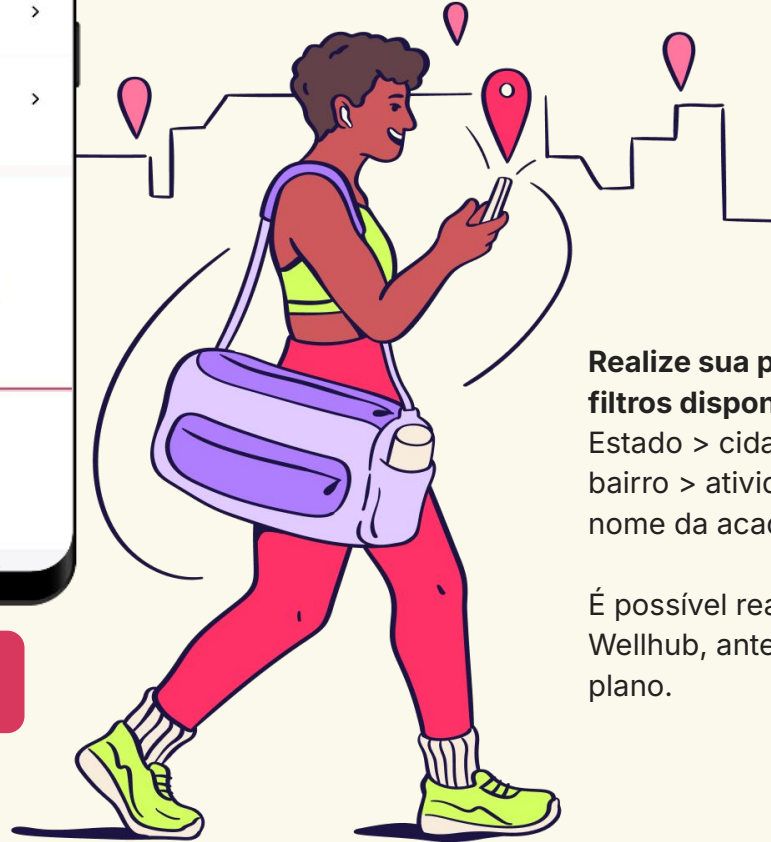 Realize sua p
filtros dispon
Estado > cida
bairro > ativid
nome da acad
É possível rea
Wellhub, ante
plano.